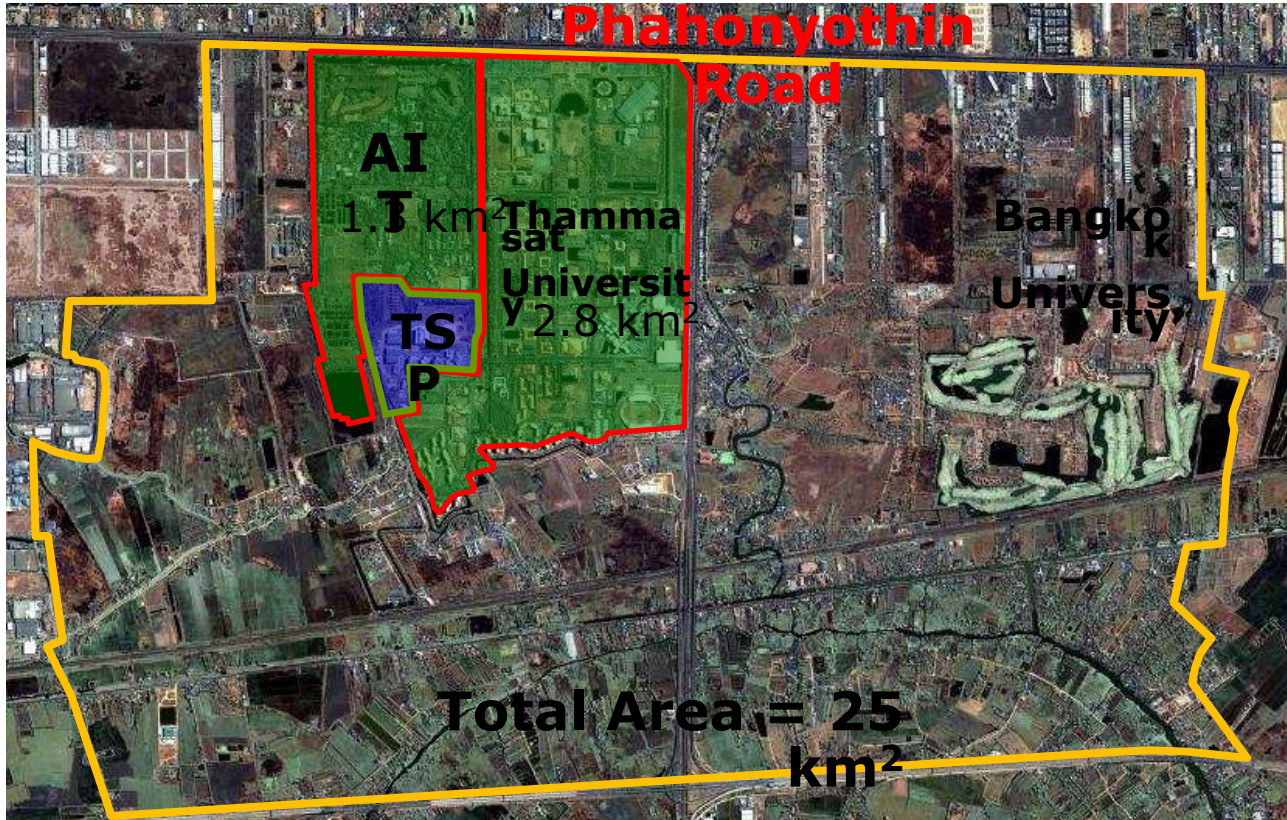 Phahonyothin
Road
AI
T
1.3 km²
Thamma
sat
Universit
y
2.8 km²
TS
P
Bangko
k
Univers
ity
Total Area = 25
km²